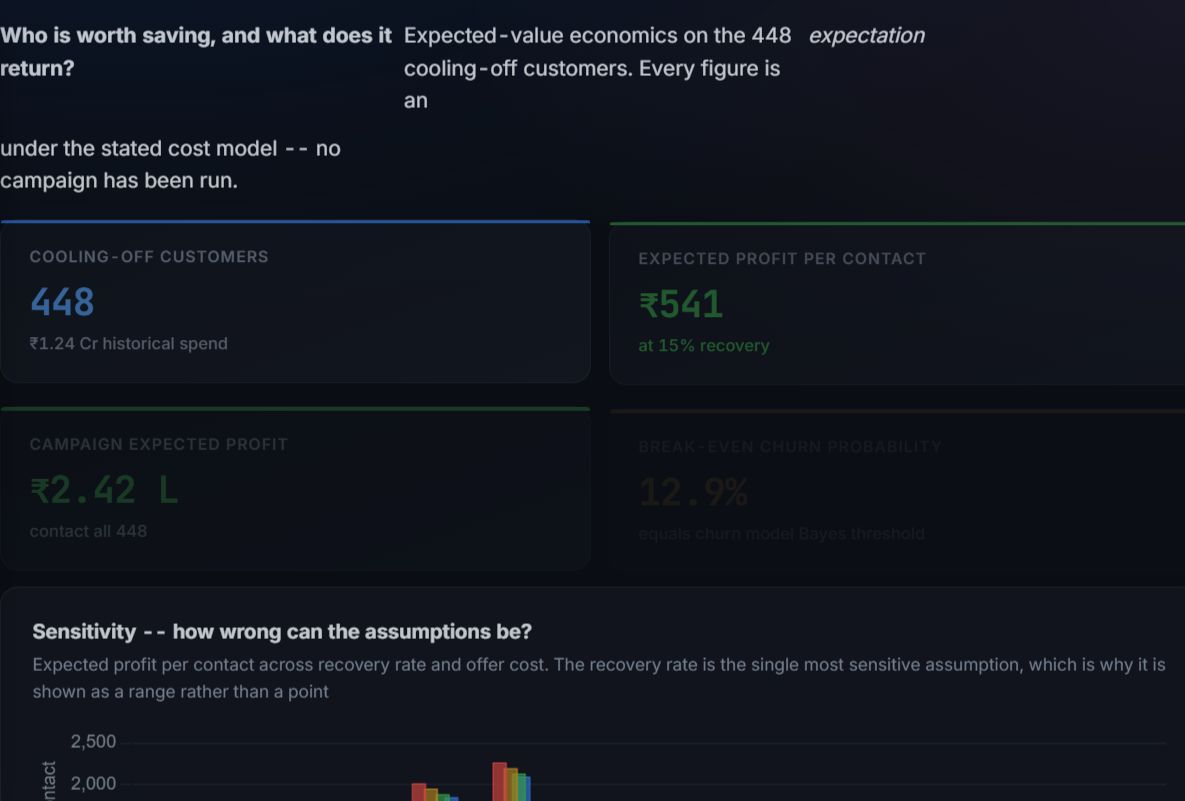 Who is worth saving, and what does it
return?
Expected-value economics on the 448
cooling-off customers. Every figure is
an
expectation
under the stated cost model -- no
campaign has been run.
COOLING-OFF CUSTOMERS
448
₹1.24 Cr historical spend
EXPECTED PROFIT PER CONTACT
₹541
at 15% recovery
CAMPAIGN EXPECTED PROFIT
₹2.42 L
contact all 448
BREAK-EVEN CHURN PROBABILITY
12.9%
equals churn model Bayes threshold
Sensitivity -- how wrong can the assumptions be?
Expected profit per contact across recovery rate and offer cost. The recovery rate is the single most sensitive assumption, which is why it is
shown as a range rather than a point
2,500
2,000